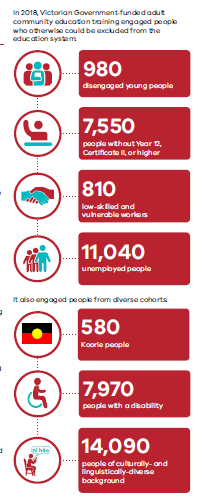 In 2018, Victorian Government-funded adult
community education training engaged people
who otherwise could be excluded from the
education system:
980
disengaged young people
7,550
people without Year 12,
Certificate II, or higher
810
low-skilled and
vulnerable workers
11,040
unemployed people
It also engaged people from diverse cohorts.
580
Koorie people
7,970
people with a disability
14,090
people of culturally- and
linguistically-diverse
background